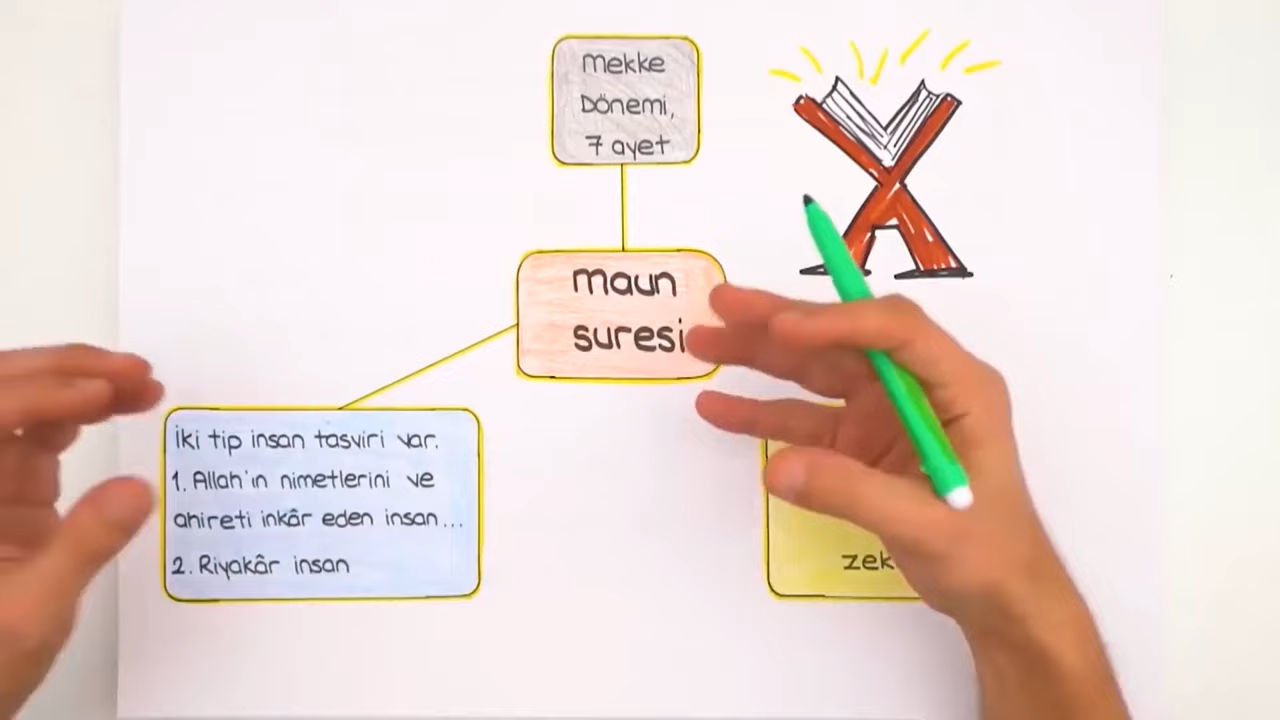 Mekke
Dönemi,
7 ayet
Maun
suresi
İki tip insan tasviri var.
1. Allah'ın nimetlerini ve
ahireti inkâr eden insan...
2. Riyakâr insan